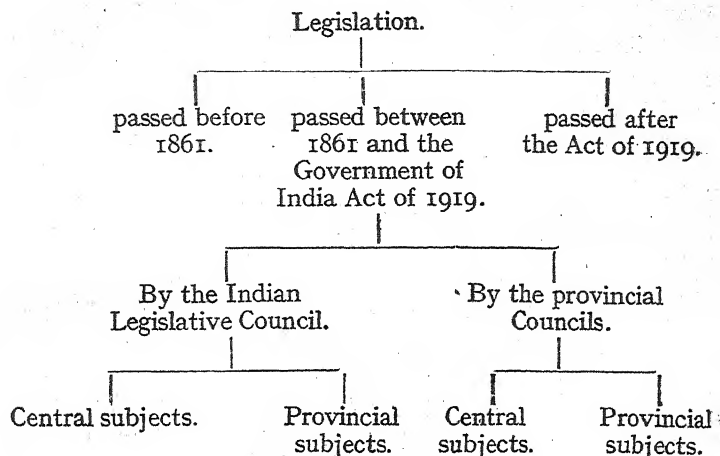 Legislation.
passed before
1861.
passed between
1861 and the
Government of
India Act of 1919.
passed after
the Act of 1919.
By the Indian
Legislative Council.
By the provincial
Councils.
Central subjects.
Provincial
subjects.
Central
subjects.
Provincial
subjects.